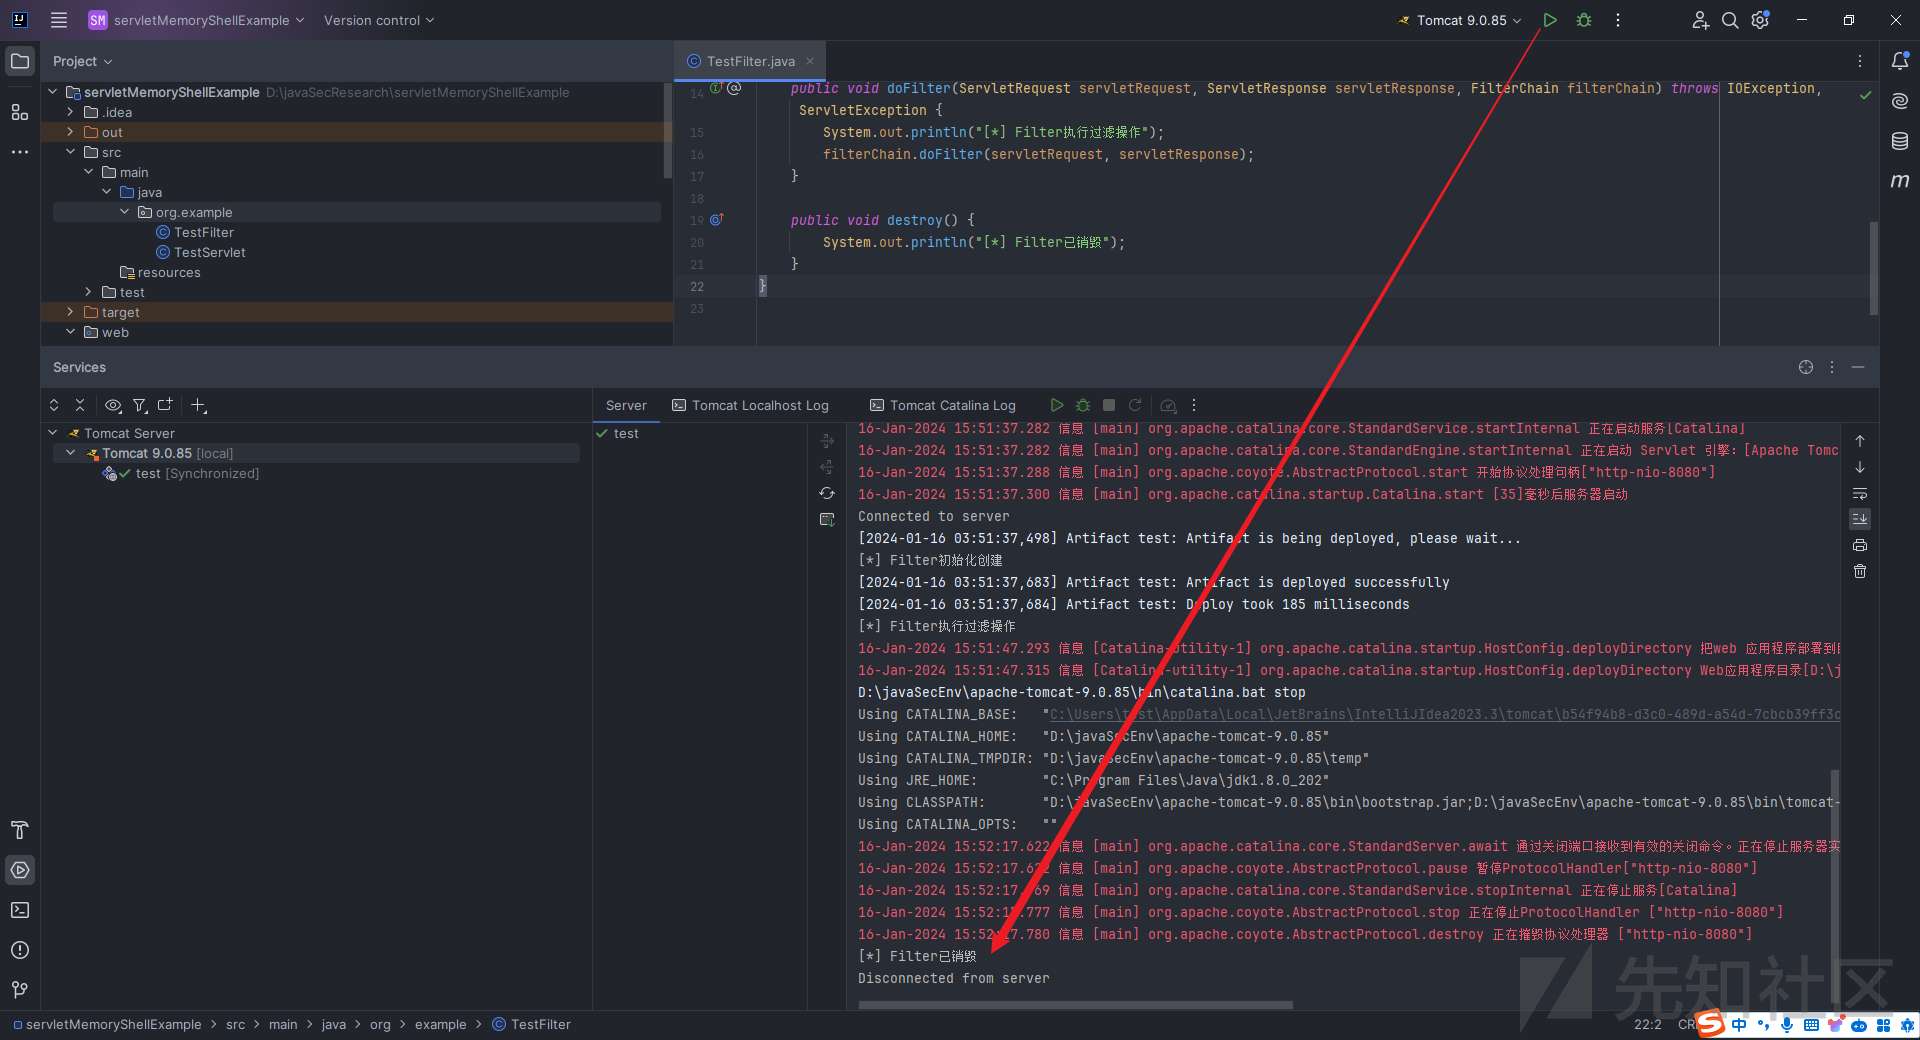 SM servletMemoryShellExample Version control Tomcat 9.0.85
Project
TestFilter.java
servletMemoryShellExample D:\javaSecResearch\servletMemoryShellExample
.idea
out
src
main
java
org.example
TestFilter
TestServlet
resources
test
target
web
14 public void doFilter(ServletRequest servletRequest, ServletResponse servletResponse, FilterChain filterChain) throws IOException,
ServletException {
15 System.out.println("[*] Filter执行过滤操作");
16 filterChain.doFilter(servletRequest, servletResponse);
17 }
18
19 public void destroy() {
20 System.out.println("[*] Filter已销毁");
21 }
22 }
23
Services
Server Tomcat Localhost Log Tomcat Catalina Log
Tomcat Server
Tomcat 9.0.85 [local]
test [Synchronized]
test
16-Jan-2024 15:51:37.282 信息 [main] org.apache.catalina.core.StandardService.startInternal 正在启动服务[Catalina]
16-Jan-2024 15:51:37.282 信息 [main] org.apache.catalina.core.StandardEngine.startInternal 正在启动 Servlet 引擎：[Apache Tomc
16-Jan-2024 15:51:37.288 信息 [main] org.apache.coyote.AbstractProtocol.start 开始协议处理句柄["http-nio-8080"]
16-Jan-2024 15:51:37.300 信息 [main] org.apache.catalina.startup.Catalina.start [35]毫秒后服务器启动
Connected to server
[2024-01-16 03:51:37,498] Artifact test: Artifact is being deployed, please wait...
[*] Filter初始化创建
[2024-01-16 03:51:37,683] Artifact test: Artifact is deployed successfully
[2024-01-16 03:51:37,684] Artifact test: Deploy took 185 milliseconds
[*] Filter执行过滤操作
16-Jan-2024 15:51:47.293 信息 [Catalina-utility-1] org.apache.catalina.startup.HostConfig.deployDirectory 把web 应用程序部署到
16-Jan-2024 15:51:47.315 信息 [Catalina-utility-1] org.apache.catalina.startup.HostConfig.deployDirectory Web应用程序目录[D:\j
D:\javaSecEnv\apache-tomcat-9.0.85\bin\catalina.bat stop
Using CATALINA_BASE: "C:\Users\test\AppData\Local\JetBrains\IntelliJIdea2023.3\tomcat\b54f94b8-d3c0-489d-a54d-7cbcb39ff3c
Using CATALINA_HOME: "D:\javaSecEnv\apache-tomcat-9.0.85"
Using CATALINA_TMPDIR: "D:\javaSecEnv\apache-tomcat-9.0.85\temp"
Using JRE_HOME: "C:\Program Files\Java\jdk1.8.0_202"
Using CLASSPATH: "D:\javaSecEnv\apache-tomcat-9.0.85\bin\bootstrap.jar;D:\javaSecEnv\apache-tomcat-9.0.85\bin\tomcat-
Using CATALINA_OPTS: ""
16-Jan-2024 15:52:17.622 信息 [main] org.apache.catalina.core.StandardServer.await 通过关闭端口接收到有效的关闭命令。正在停止服务器实
16-Jan-2024 15:52:17.622 信息 [main] org.apache.coyote.AbstractProtocol.pause 暂停ProtocolHandler["http-nio-8080"]
16-Jan-2024 15:52:17.769 信息 [main] org.apache.catalina.core.StandardService.stopInternal 正在停止服务[Catalina]
16-Jan-2024 15:52:17.777 信息 [main] org.apache.coyote.AbstractProtocol.stop 正在停止ProtocolHandler ["http-nio-8080"]
16-Jan-2024 15:52:17.780 信息 [main] org.apache.coyote.AbstractProtocol.destroy 正在摧毁协议处理器 ["http-nio-8080"]
[*] Filter已销毁
Disconnected from server
先知社区
servletMemoryShellExample > src > main > java > org > example > TestFilter
22:2 中